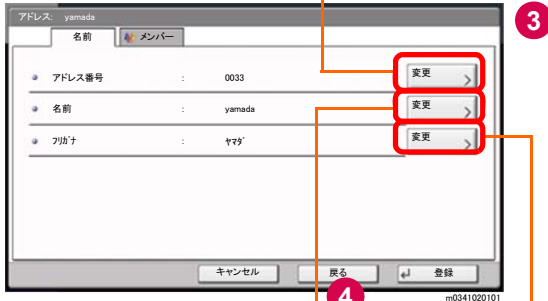 アドレス: yamada
3
名前 メンバー
アドレス番号 : 0033 変更
名前 : yamada 変更
フリガナ : ヤマダ 変更
キャンセル 戻る 登録
4
m0341020101